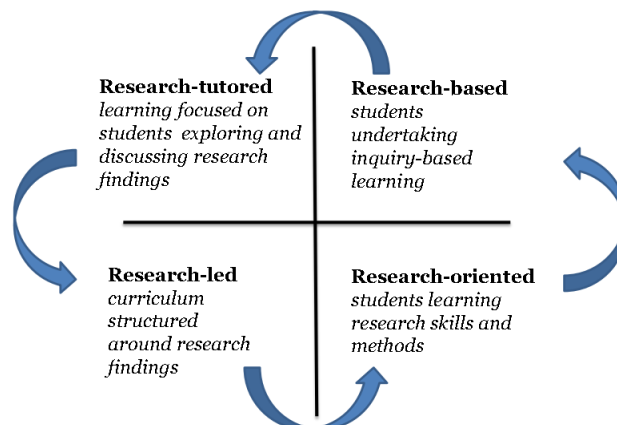 Research-tutored
learning focused on
students exploring and
discussing research
findings
Research-based
students
undertaking
inquiry-based
learning
Research-led
curriculum
structured
around research
findings
Research-oriented
students learning
research skills and
methods